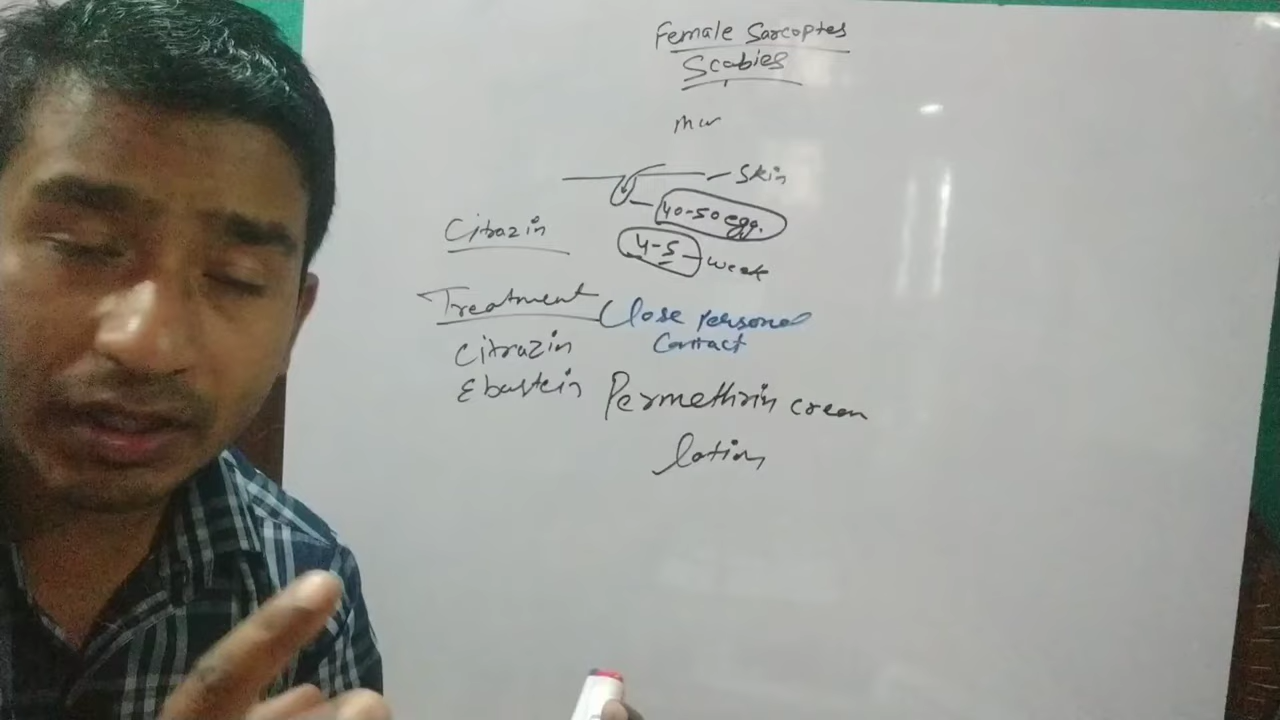 Female Sarcoptes
Scabies
Skin
40-50 egg.
Citrazin
4-5 week
Treatment
Close Personal
Contact
Citrazin
Ebastein
Permethrin cream
lotion